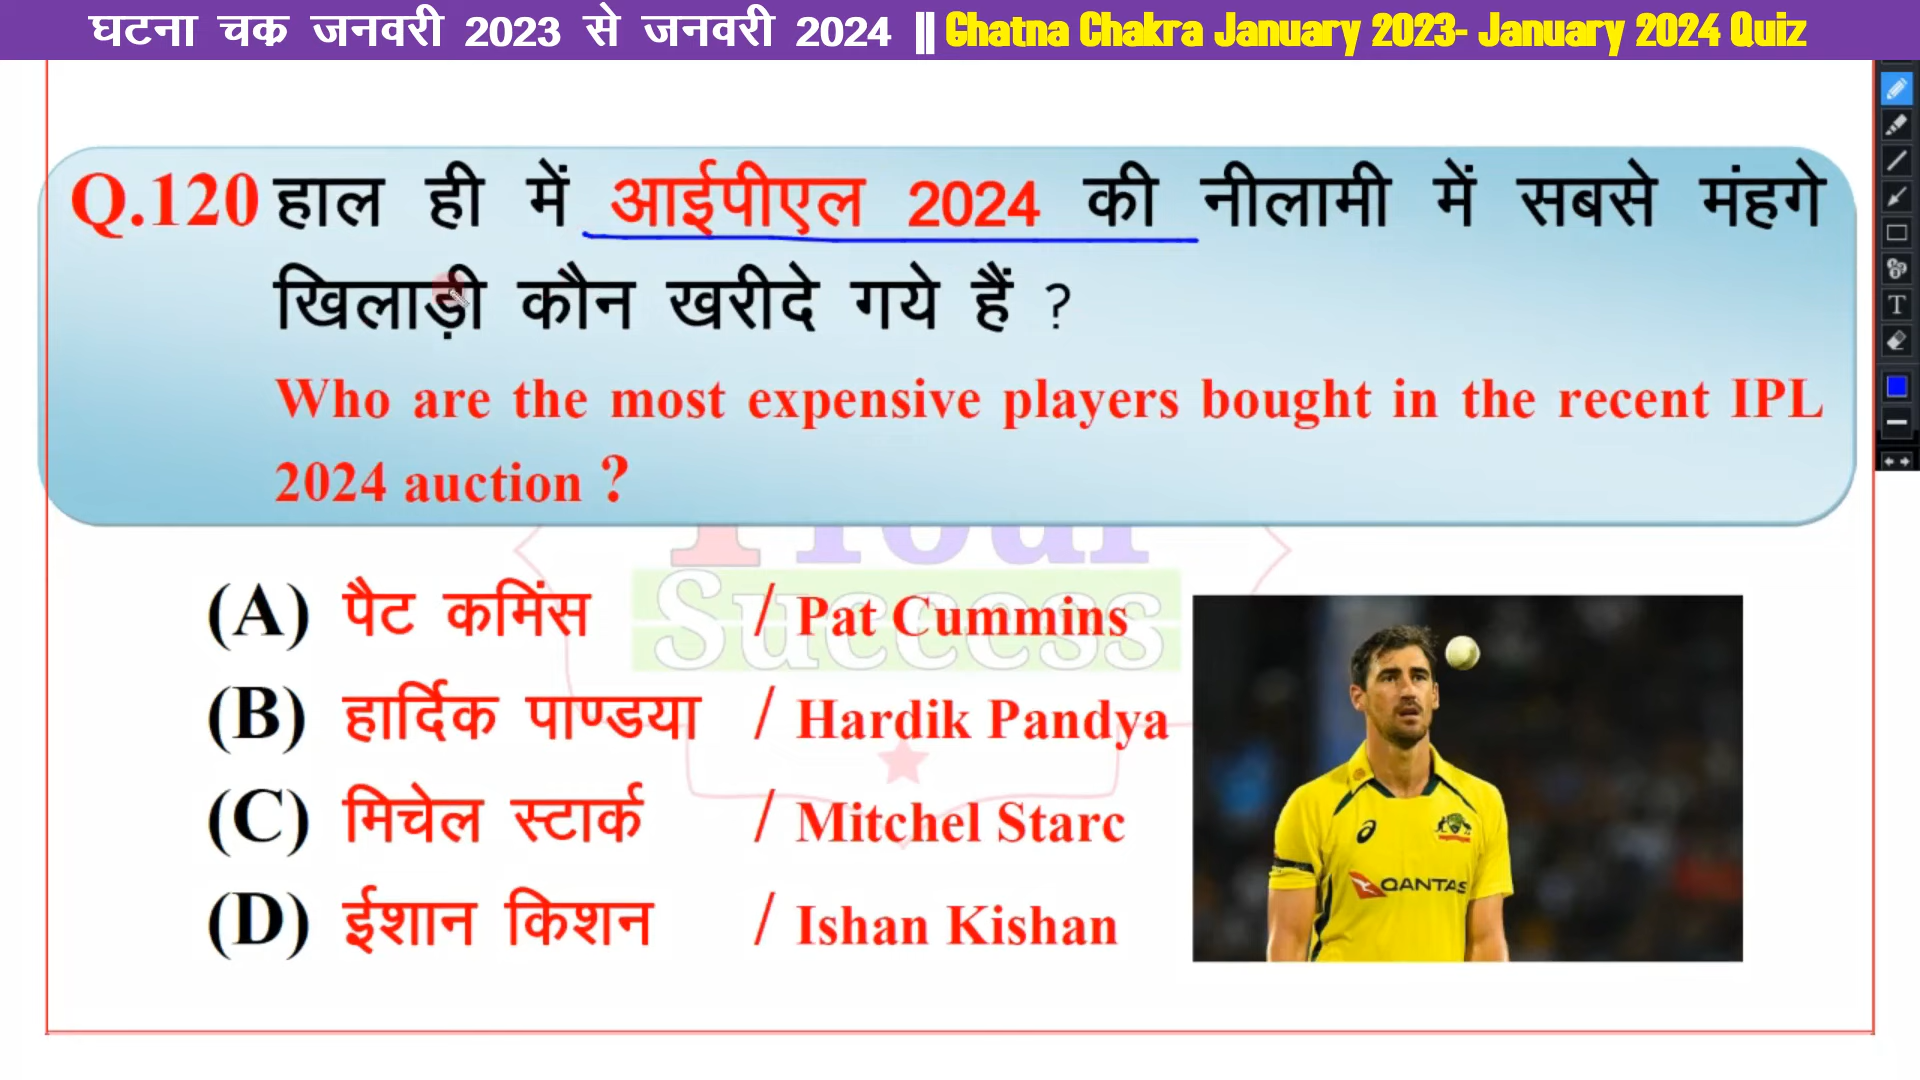 घटना चक्र जनवरी 2023 से जनवरी 2024 || Ghatna Chakra January 2023- January 2024 Quiz
Q.120 हाल ही में आईपीएल 2024 की नीलामी में सबसे मंहगे
खिलाड़ी कौन खरीदे गये हैं ?
Who are the most expensive players bought in the recent IPL
2024 auction ?
Hour
Success
(A) पैट कमिंस / Pat Cummins
(B) हार्दिक पाण्डया / Hardik Pandya
(C) मिचेल स्टार्क / Mitchel Starc
(D) ईशान किशन / Ishan Kishan
QANTAS
T